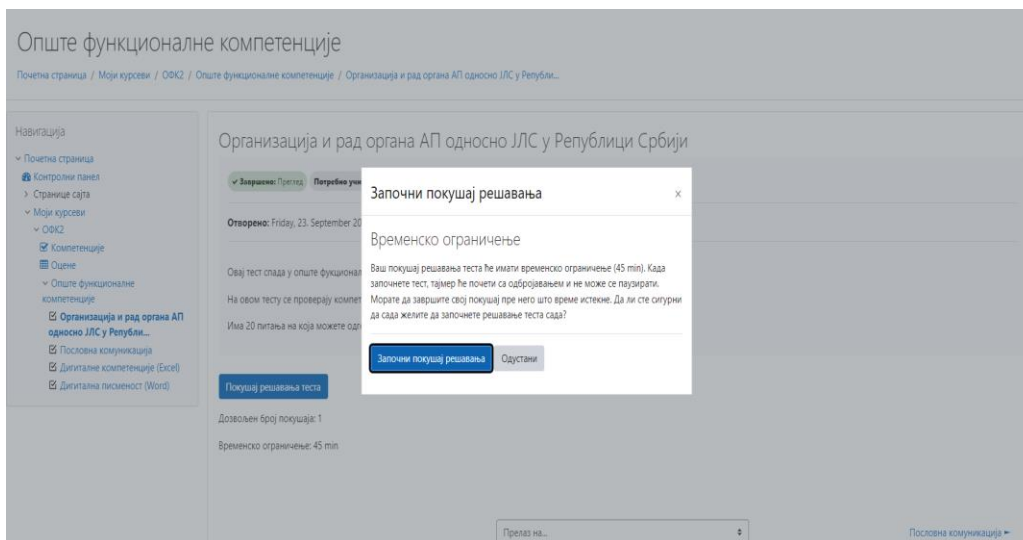 Опште функционалне компетенције
Почетна страница / Моји курсеви / ОФК2 / Опште функционалне компетенције / Организација и рад органа АП односно ЈЛС у Републи...
Навигација
Почетна страница
Контролни панел
Странице сајта
Моји курсеви
ОФК2
Компетенције
Оцене
Опште функционалне
компетенције
Организација и рад органа АП
односно ЈЛС у Републи...
Пословна комуникација
Дигиталне компетенције (Excel)
Дигитална писменост (Word)
Организација и рад органа АП односно ЈЛС у Републици Србији
Завршено: Преглед Потребно учи
Отворено: Friday, 23. September 20
Овај тест спада у опште фукционал
На овом тесту се проверају компет
Има 20 питања на која можете одг
Покушај решавања теста
Дозвољен број покушаја: 1
Временско ограничење: 45 min
Започни покушај решавања ×
Временско ограничење
Ваш покушај решавања теста ће имати временско ограничење (45 min). Када
започнете тест, тајмер ће почети са одбројавањем и не може се паузирати.
Морате да завршите свој покушај пре него што време истекне. Да ли сте сигурни
да сада желите да започнете решавање теста сада?
Започни покушај решавања Одустани
Прелаз на...
Пословна комуникација ►